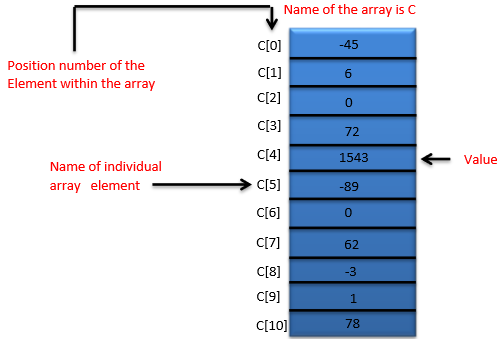 Name of the array is C
Position number of the
Element within the array
C[0] -45
C[1] 6
C[2] 0
C[3] 72
C[4] 1543
Value
Name of individual
array element
C[5] -89
C[6] 0
C[7] 62
C[8] -3
C[9] 1
C[10] 78